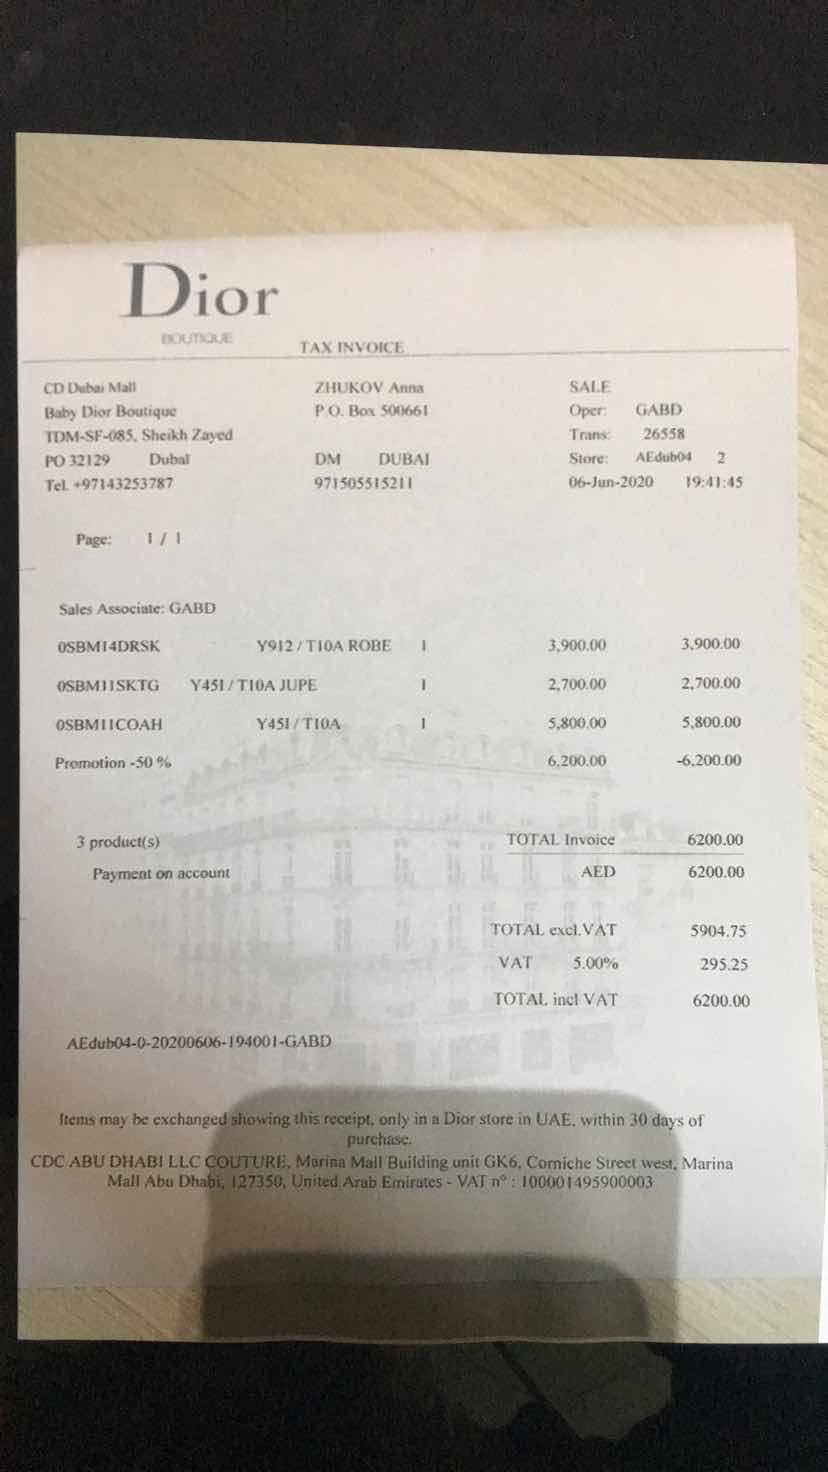 Dior
BOUTIQUE
TAX INVOICE
CD Dubai Mall ZHUKOV Anna SALE
Baby Dior Boutique P.O. Box 500661 Oper: GABD
TDM-SF-085, Sheikh Zayed Trans: 26558
PO 32129 Dubai DM DUBAI Store: AEdub04 2
Tel. +97143253787 971505515211 06-Jun-2020 19:41:45
Page: 1 / 1
Sales Associate: GABD
0SBM14DRSK Y912 / T10A ROBE 1 3,900.00 3,900.00
0SBM11SKTG Y451 / T10A JUPE 1 2,700.00 2,700.00
0SBM11COAH Y451 / T10A 1 5,800.00 5,800.00
Promotion -50 % 6,200.00 -6,200.00
3 product(s) TOTAL Invoice 6200.00
Payment on account AED 6200.00
TOTAL excl.VAT 5904.75
VAT 5.00% 295.25
TOTAL incl VAT 6200.00
AEdub04-0-20200606-194001-GABD
Items may be exchanged showing this receipt, only in a Dior store in UAE, within 30 days of
purchase.
CDC ABU DHABI LLC COUTURE, Marina Mall Building unit GK6, Corniche Street west, Marina
Mall Abu Dhabi, 127350, United Arab Emirates - VAT n° : 100001495900003